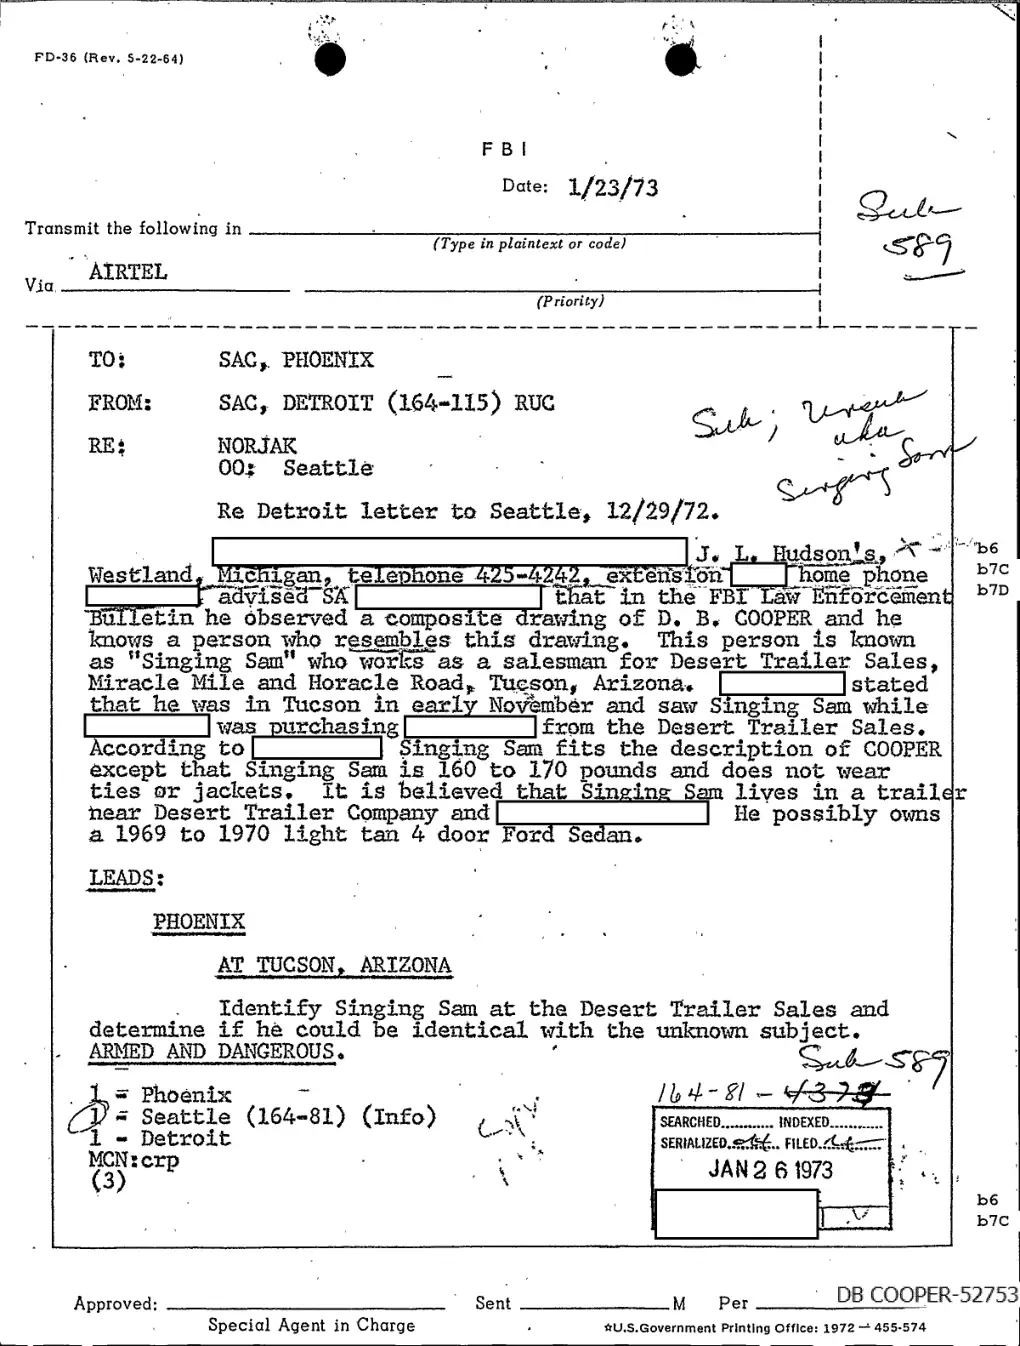 FD-36 (Rev. 5-22-64)
F B I
Date: 1/23/73
Sub
589
Transmit the following in
(Type in plaintext or code)
Via AIRTEL
(Priority)
TO: SAC, PHOENIX
FROM: SAC, DETROIT (164-115) RUC
Sub; Unsub
aka
Singing Sam
RE: NORJAK
OO: Seattle
Re Detroit letter to Seattle, 12/29/72.
J. L. Hudson's,
b6
Westland, Michigan, telephone 425-4242, extension home phone
b7C
advised SA that in the FBI Law Enforcement
b7D
Bulletin he observed a composite drawing of D. B. COOPER and he
knows a person who resembles this drawing. This person is known
as "Singing Sam" who works as a salesman for Desert Trailer Sales,
Miracle Mile and Horacle Road, Tucson, Arizona. stated
that he was in Tucson in early November and saw Singing Sam while
was purchasing from the Desert Trailer Sales.
According to Singing Sam fits the description of COOPER
except that Singing Sam is 160 to 170 pounds and does not wear
ties or jackets. It is believed that Singing Sam lives in a trailer
near Desert Trailer Company and He possibly owns
a 1969 to 1970 light tan 4 door Ford Sedan.
LEADS:
PHOENIX
AT TUCSON, ARIZONA
Identify Singing Sam at the Desert Trailer Sales and
determine if he could be identical with the unknown subject.
ARMED AND DANGEROUS.
Sub 589
1 - Phoenix
164-81-4373
1 - Seattle (164-81) (Info)
Copy
1 - Detroit
MCN:crp
(3)
SEARCHED............ INDEXED............
SERIALIZED........ FILED........
JAN 26 1973
b6
b7C
Approved: Sent M Per
DB COOPER-52753
Special Agent in Charge
☆U.S.Government Printing Office: 1972 — 455-574